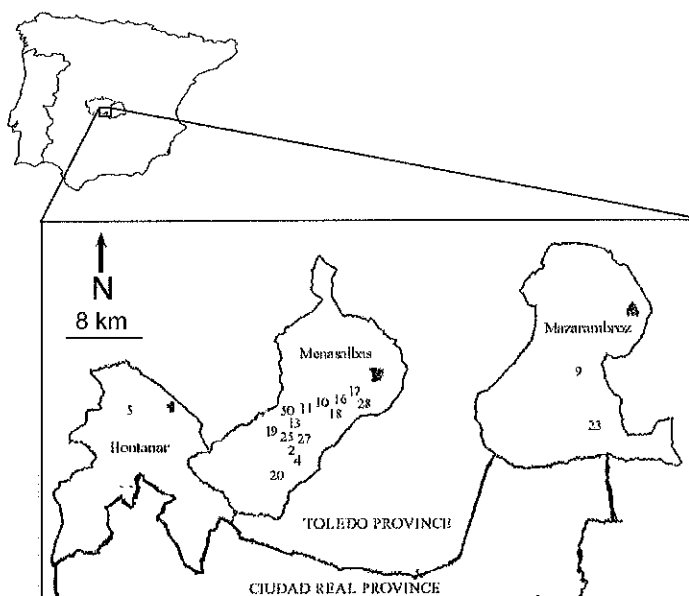 N
8 km
Mazarambroz
Menasalbas
9
5
17
10 16
50 11 28
18
13
19 23
25 27
Hontanar
2
4
20
TOLEDO PROVINCE
CIUDAD REAL PROVINCE